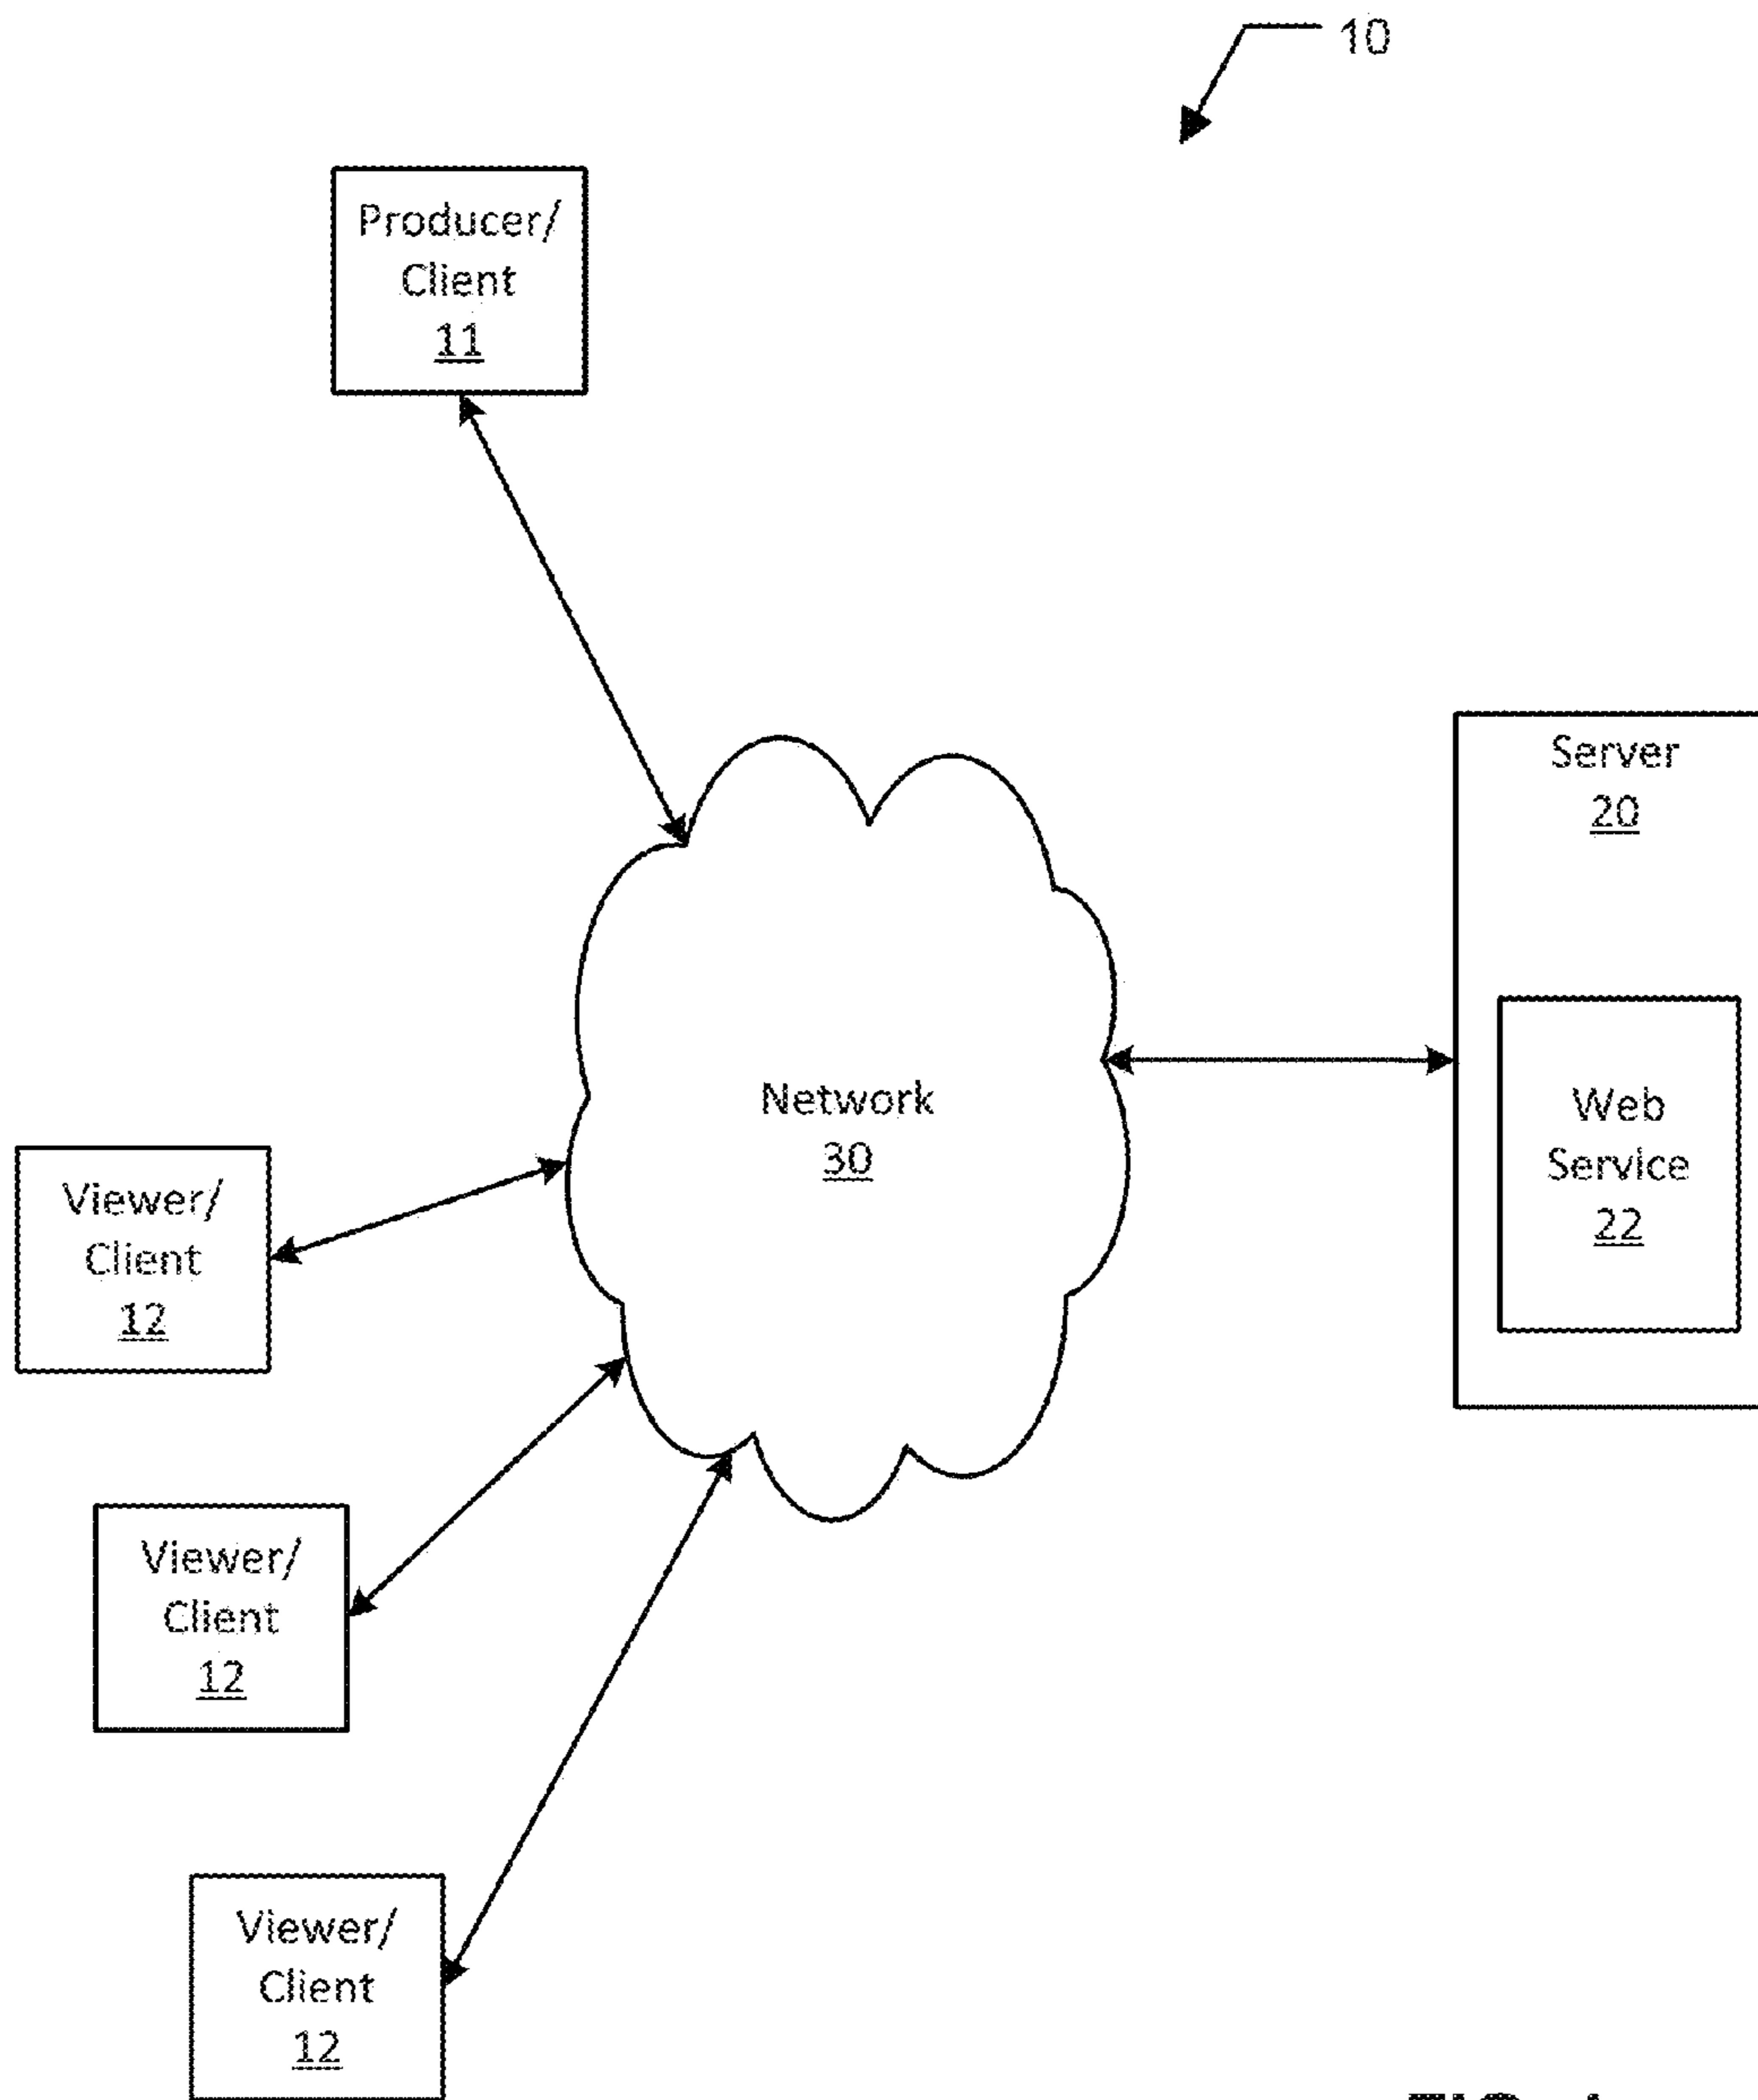 10
Producer/
Client
11
Server
20
Network
30
Web
Service
22
Viewer/
Client
12
Viewer/
Client
12
Viewer/
Client
12